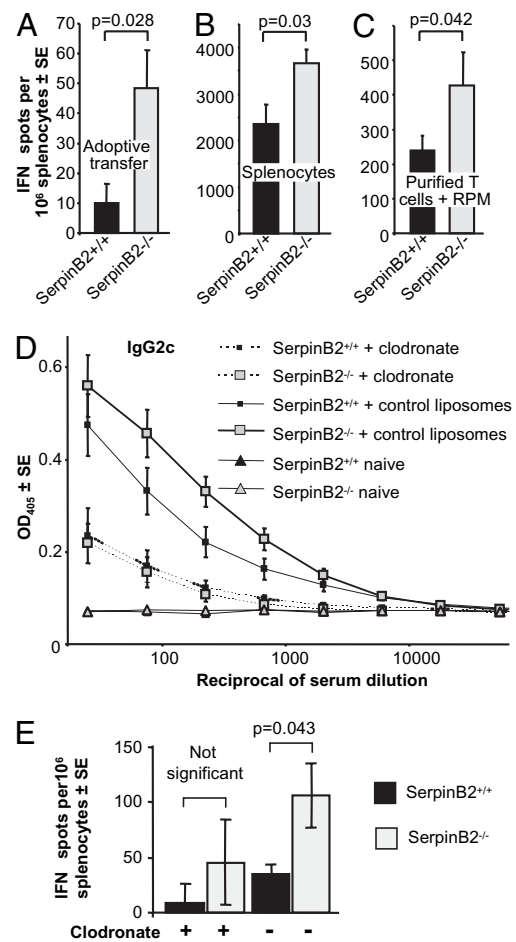 A
p=0.028
IFN spots per
10⁶ splenocytes ± SE
70
60
50
40
30
20
10
0
Adoptive
transfer
SerpinB2+/+
SerpinB2-/-
B
p=0.03
4000
3000
2000
1000
0
Splenocytes
SerpinB2+/+
SerpinB2-/-
C
p=0.042
500
400
300
200
100
0
Purified T
cells + RPM
SerpinB2+/+
SerpinB2-/-
D
IgG2c
SerpinB2+/+ + clodronate
SerpinB2-/- + clodronate
SerpinB2+/+ + control liposomes
SerpinB2-/- + control liposomes
SerpinB2+/+ naive
SerpinB2-/- naive
OD₄₀₅ ± SE
0.6
0.4
0.2
0
100 1000 10000
Reciprocal of serum dilution
E
p=0.043
Not
significant
IFN spots per10⁶
splenocytes ± SE
150
100
50
0
Clodronate + + - -
SerpinB2+/+
SerpinB2-/-